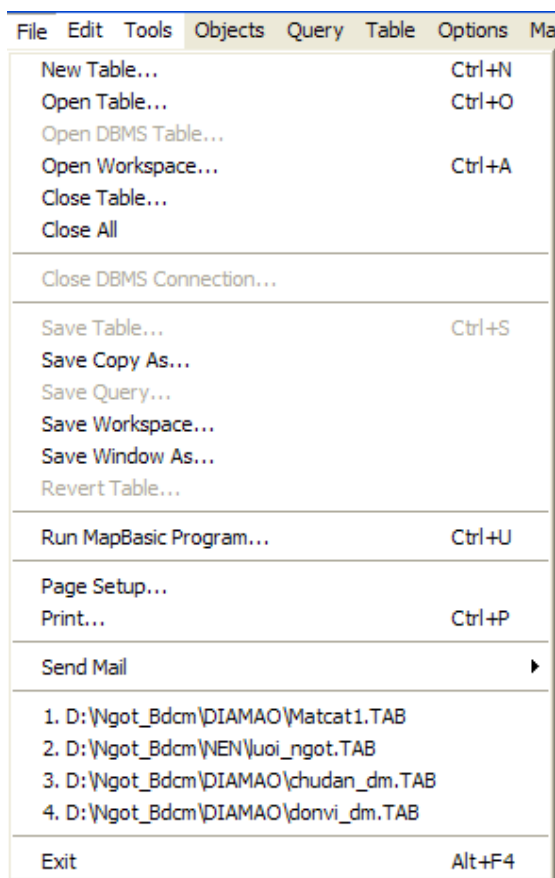 File Edit Tools Objects Query Table Options Ma
New Table... Ctrl+N
Open Table... Ctrl+O
Open DBMS Table...
Open Workspace... Ctrl+A
Close Table...
Close All
Close DBMS Connection...
Save Table... Ctrl+S
Save Copy As...
Save Query...
Save Workspace...
Save Window As...
Revert Table...
Run MapBasic Program... Ctrl+U
Page Setup...
Print... Ctrl+P
Send Mail
1. D:\Ngot_Bdcm\DIAMAO\Matcat1.TAB
2. D:\Ngot_Bdcm\NEN\luoi_ngot.TAB
3. D:\Ngot_Bdcm\DIAMAO\chudan_dm.TAB
4. D:\Ngot_Bdcm\DIAMAO\donvi_dm.TAB
Exit Alt+F4